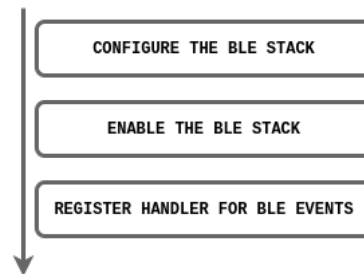 CONFIGURE THE BLE STACK
ENABLE THE BLE STACK
REGISTER HANDLER FOR BLE EVENTS